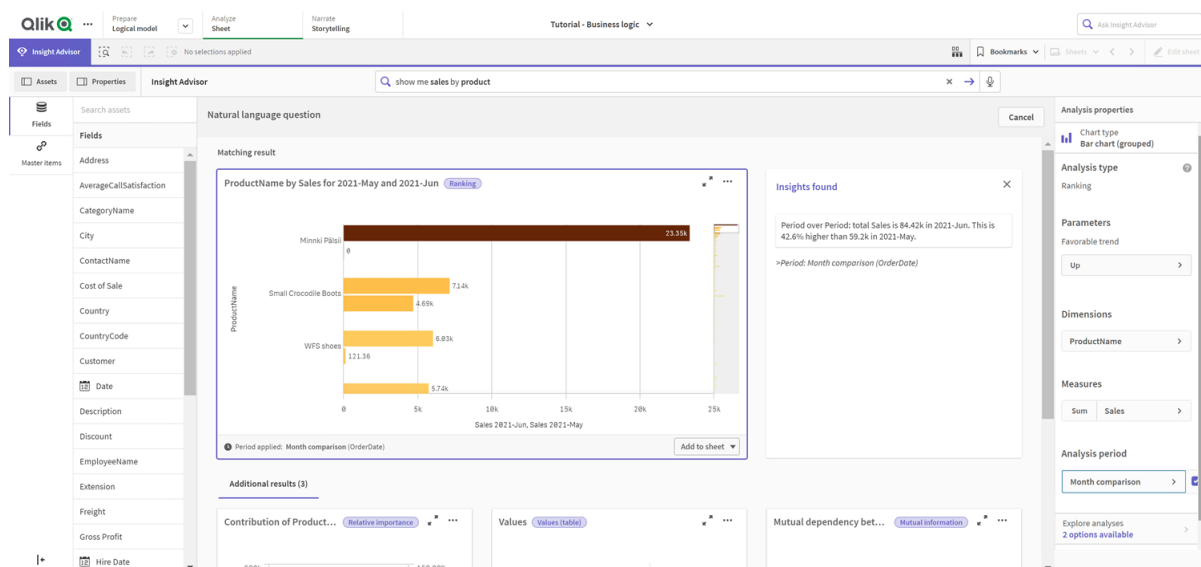 Qlik
Prepare
Logical model
Analyze
Sheet
Narrate
Storytelling
Tutorial - Business logic
Ask Insight Advisor
Insight Advisor
No selections applied
Bookmarks
Sheets
Edit sheet
Assets
Properties
Insight Advisor
show me sales by product
Fields
Master items
Search assets
Fields
Address
AverageCallSatisfaction
CategoryName
City
ContactName
Cost of Sale
Country
CountryCode
Customer
Date
Description
Discount
EmployeeName
Extension
Freight
Gross Profit
Hire Date
Natural language question
Cancel
Matching result
ProductName by Sales for 2021-May and 2021-Jun
Ranking
ProductName
Minnki Pälsii
23.35k
0
Small Crocodile Boots
7.14k
4.69k
WFS shoes
6.03k
121.36
5.74k
0
5k
10k
15k
20k
25k
Sales 2021-Jun, Sales 2021-May
Period applied: Month comparison (OrderDate)
Add to sheet
Insights found
Period over Period: total Sales is 84.42k in 2021-Jun. This is
42.6% higher than 59.2k in 2021-May.
>Period: Month comparison (OrderDate)
Additional results (3)
Contribution of Product...
Relative importance
Values
Values (table)
Mutual dependency bet...
Mutual information
Analysis properties
Chart type
Bar chart (grouped)
Analysis type
Ranking
Parameters
Favorable trend
Up
Dimensions
ProductName
Measures
Sum
Sales
Analysis period
Month comparison
Explore analyses
2 options available